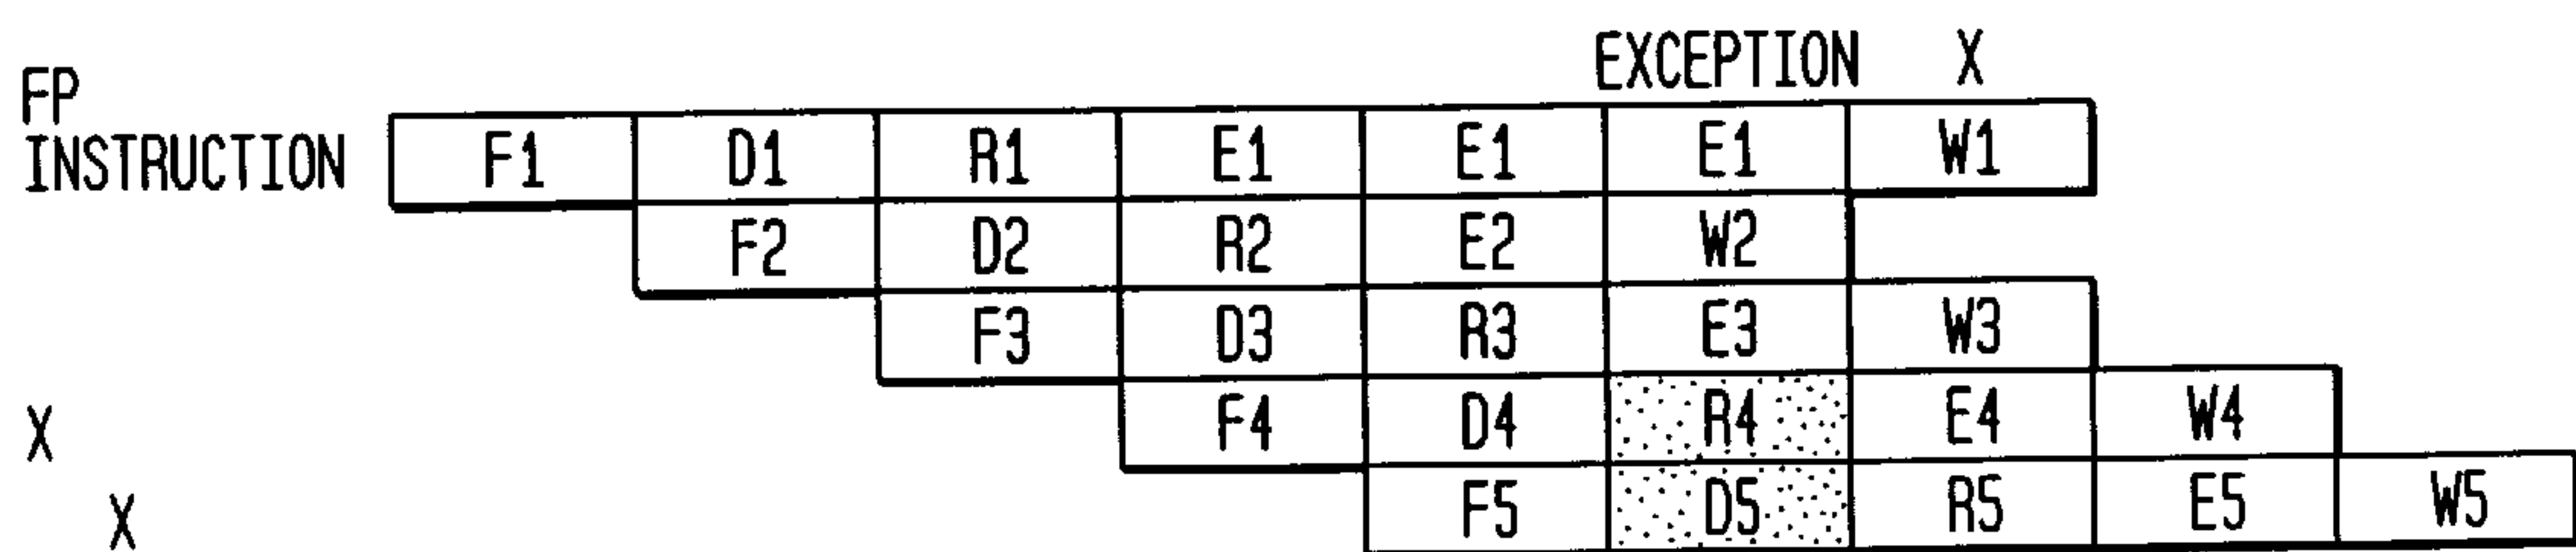 EXCEPTION X
FP
INSTRUCTION F1 D1 R1 E1 E1 E1 W1
F2 D2 R2 E2 W2
F3 D3 R3 E3 W3
X F4 D4 R4 E4 W4
X F5 D5 R5 E5 W5